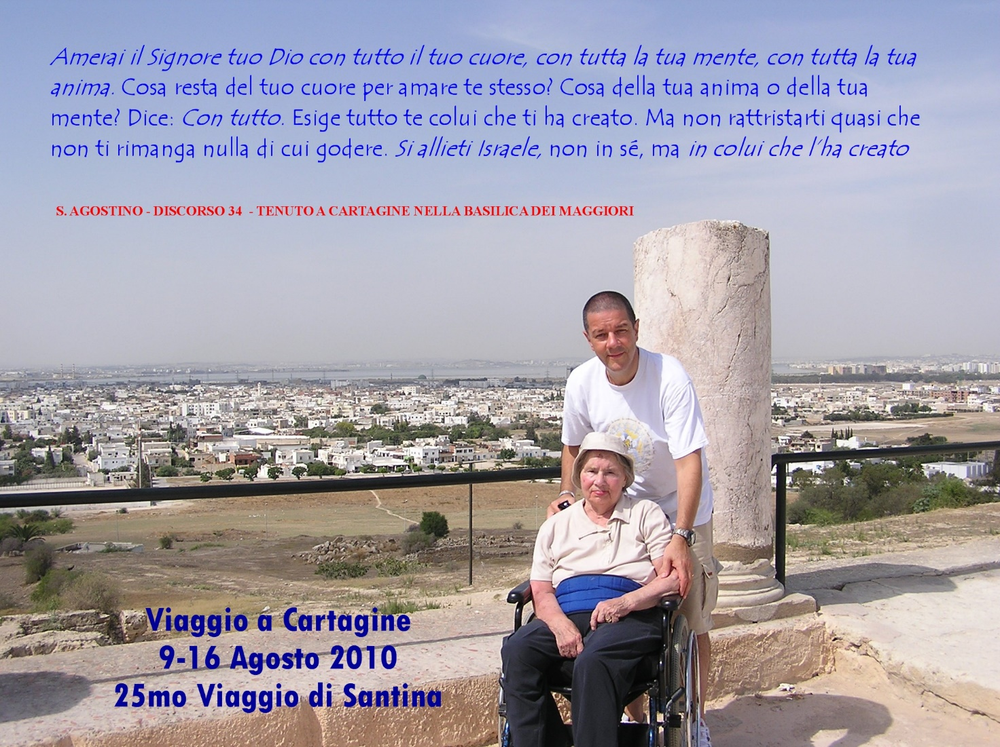 Amerai il Signore tuo Dio con tutto il tuo cuore, con tutta la tua mente, con tutta la tua
anima. Cosa resta del tuo cuore per amare te stesso? Cosa della tua anima o della tua
mente? Dice: Con tutto. Esige tutto te colui che ti ha creato. Ma non rattristarti quasi che
non ti rimanga nulla di cui godere. Si allieti Israele, non in sé, ma in colui che l'ha creato
S. AGOSTINO - DISCORSO 34 - TENUTO A CARTAGINE NELLA BASILICA DEI MAGGIORI
Viaggio a Cartagine
9-16 Agosto 2010
25mo Viaggio di Santina